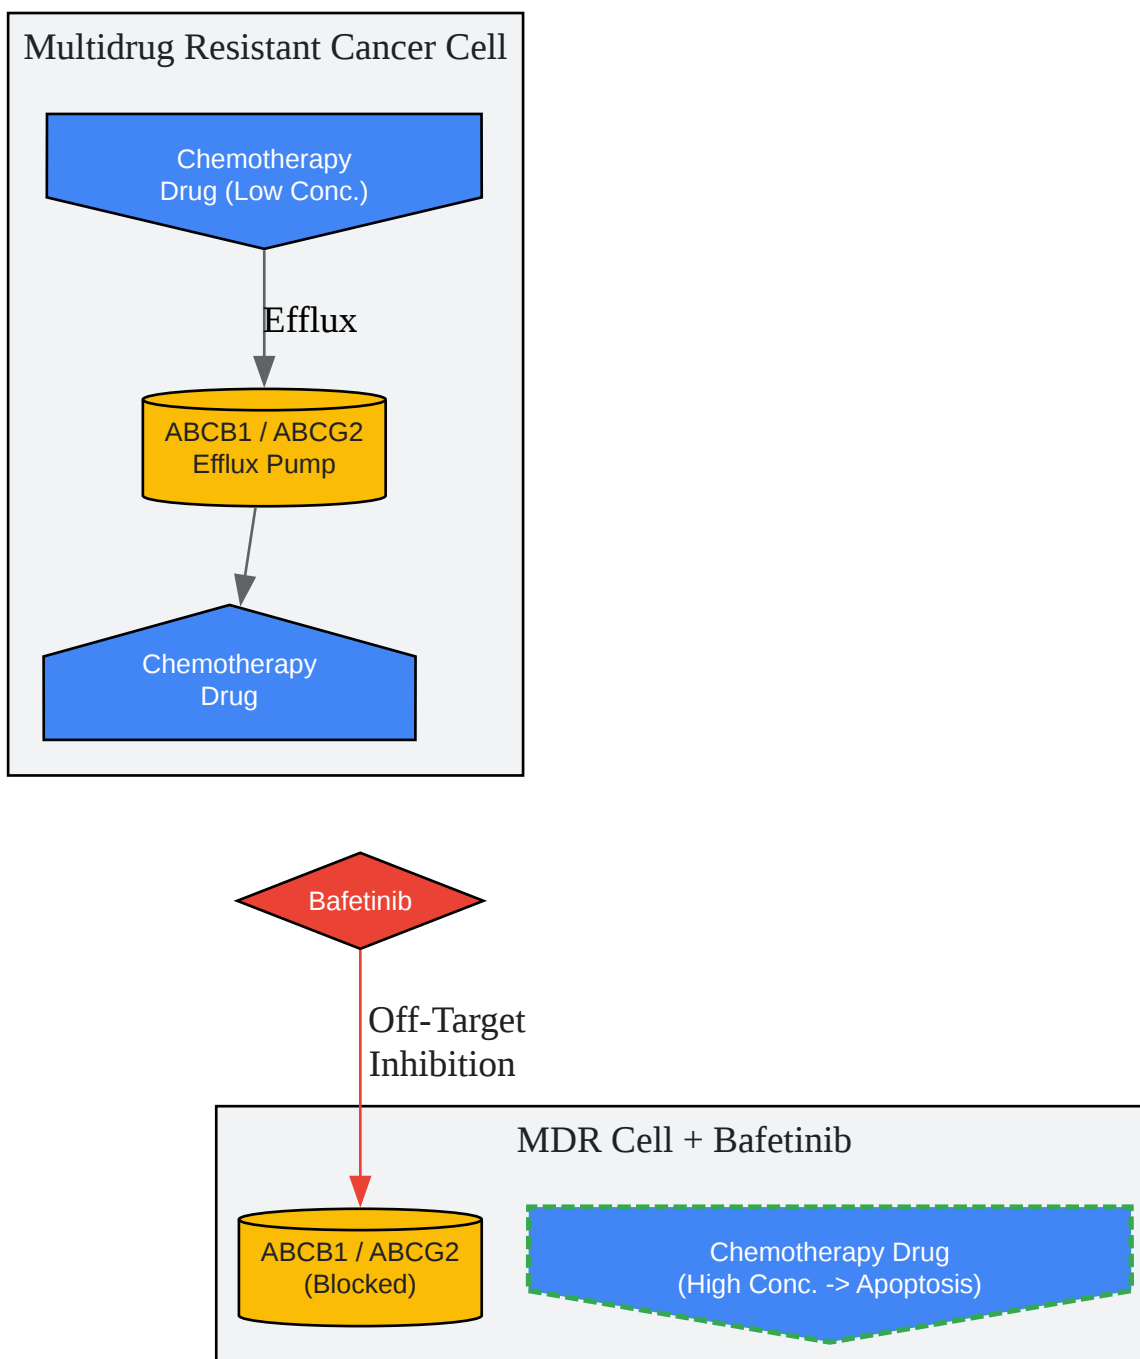 Multidrug Resistant Cancer Cell
Chemotherapy
Drug (Low Conc.)
Efflux
ABCB1 / ABCG2
Efflux Pump
Chemotherapy
Drug
Bafetinib
Off-Target
Inhibition
MDR Cell + Bafetinib
ABCB1 / ABCG2
(Blocked)
Chemotherapy Drug
(High Conc. -> Apoptosis)